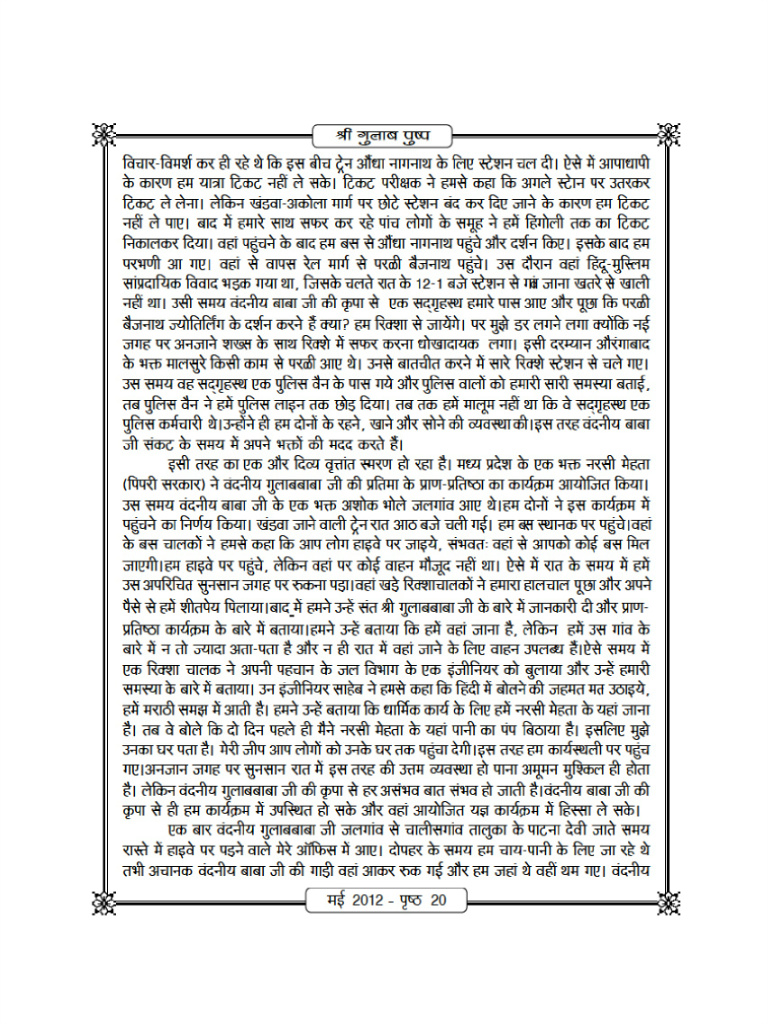 श्री गुलाब पुष्प
विचार-विमर्श कर ही रहे थे कि इस बीच ट्रेन औंधा नागनाथ के लिए स्टेशन चल दी। ऐसे में आपाधापी
के कारण हम यात्रा टिकट नहीं ले सके। टिकट परीक्षक ने हमसे कहा कि अगले स्टेान पर उतरकर
टिकट ले लेना। लेकिन खंडवा-अकोला मार्ग पर छोटे स्टेशन बंद कर दिए जाने के कारण हम टिकट
नहीं ले पाए। बाद में हमारे साथ सफर कर रहे पांच लोगों के समूह ने हमें हिंगोली तक का टिकट
निकालकर दिया। वहां पहुंचने के बाद हम बस से औंधा नागनाथ पहुंचे और दर्शन किए। इसके बाद हम
परभणी आ गए। वहां से वापस रेल मार्ग से परळी बैजनाथ पहुंचे। उस दौरान वहां हिंदू-मुस्लिम
सांप्रदायिक विवाद भड़क गया था, जिसके चलते रात के 12-1 बजे स्टेशन से गांव जाना खतरे से खाली
नहीं था। उसी समय वंदनीय बाबा जी की कृपा से एक सद्गृहस्थ हमारे पास आए और पूछा कि परळी
बैजनाथ ज्योतिर्लिंग के दर्शन करने हैं क्या? हम रिक्शा से जायेंगे। पर मुझे डर लगने लगा क्योंकि नई
जगह पर अनजाने शख्स के साथ रिक्शे में सफर करना धोखादायक लगा। इसी दरम्यान औरंगाबाद
के भक्त मालसुरे किसी काम से परळी आए थे। उनसे बातचीत करने में सारे रिक्शे स्टेशन से चले गए।
उस समय वह सद्गृहस्थ एक पुलिस वैन के पास गये और पुलिस वालों को हमारी सारी समस्या बताई,
तब पुलिस वैन ने हमें पुलिस लाइन तक छोड़ दिया। तब तक हमें मालूम नहीं था कि वे सद्गृहस्थ एक
पुलिस कर्मचारी थे।उन्होंने ही हम दोनों के रहने, खाने और सोने की व्यवस्था की।इस तरह वंदनीय बाबा
जी संकट के समय में अपने भक्तों की मदद करते हैं।
इसी तरह का एक और दिव्य वृत्तांत स्मरण हो रहा है। मध्य प्रदेश के एक भक्त नरसी मेहता
(पिपरी सरकार) ने वंदनीय गुलाबबाबा जी की प्रतिमा के प्राण-प्रतिष्ठा का कार्यक्रम आयोजित किया।
उस समय वंदनीय बाबा जी के एक भक्त अशोक भोले जलगांव आए थे।हम दोनों ने इस कार्यक्रम में
पहुंचने का निर्णय किया। खंडवा जाने वाली ट्रेन रात आठ बजे चली गई। हम बस स्थानक पर पहुंचे।वहां
के बस चालकों ने हमसे कहा कि आप लोग हाइवे पर जाइये, संभवतः वहां से आपको कोई बस मिल
जाएगी।हम हाइवे पर पहुंचे, लेकिन वहां पर कोई वाहन मौजूद नहीं था। ऐसे में रात के समय में हमें
उस अपरिचित सुनसान जगह पर रुकना पड़ा।वहां खड़े रिक्शाचालकों ने हमारा हालचाल पूछा और अपने
पैसे से हमें शीतपेय पिलाया।बाद में हमने उन्हें संत श्री गुलाबबाबा जी के बारे में जानकारी दी और प्राण-
प्रतिष्ठा कार्यक्रम के बारे में बताया।हमने उन्हें बताया कि हमें वहां जाना है, लेकिन हमें उस गांव के
बारे में न तो ज्यादा अता-पता है और न ही रात में वहां जाने के लिए वाहन उपलब्ध हैं।ऐसे समय में
एक रिक्शा चालक ने अपनी पहचान के जल विभाग के एक इंजीनियर को बुलाया और उन्हें हमारी
समस्या के बारे में बताया। उन इंजीनियर साहेब ने हमसे कहा कि हिंदी में बोलने की जहमत मत उठाइये,
हमें मराठी समझ में आती है। हमने उन्हें बताया कि धार्मिक कार्य के लिए हमें नरसी मेहता के यहां जाना
है। तब वे बोले कि दो दिन पहले ही मैने नरसी मेहता के यहां पानी का पंप बिठाया है। इसलिए मुझे
उनका घर पता है। मेरी जीप आप लोगों को उनके घर तक पहुंचा देगी।इस तरह हम कार्यस्थली पर पहुंच
गए।अनजान जगह पर सुनसान रात में इस तरह की उत्तम व्यवस्था हो पाना अमूमन मुश्किल ही होता
है। लेकिन वंदनीय गुलाबबाबा जी की कृपा से हर असंभव बात संभव हो जाती है।वंदनीय बाबा जी की
कृपा से ही हम कार्यक्रम में उपस्थित हो सके और वहां आयोजित यज्ञ कार्यक्रम में हिस्सा ले सके।
एक बार वंदनीय गुलाबबाबा जी जलगांव से चालीसगांव तालुका के पाटना देवी जाते समय
रास्ते में हाइवे पर पड़ने वाले मेरे ऑफिस में आए। दोपहर के समय हम चाय-पानी के लिए जा रहे थे
तभी अचानक वंदनीय बाबा जी की गाड़ी वहां आकर रुक गई और हम जहां थे वहीं थम गए। वंदनीय
मई 2012 - पृष्ठ 20